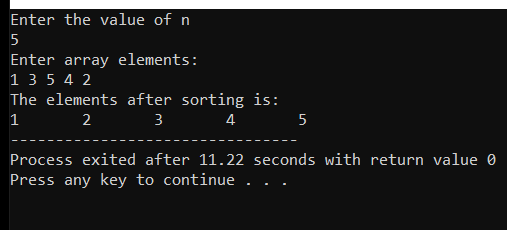 Enter the value of n
5
Enter array elements:
1 3 5 4 2
The elements after sorting is:
1       2       3       4       5
--------------------------------
Process exited after 11.22 seconds with return value 0
Press any key to continue . . .